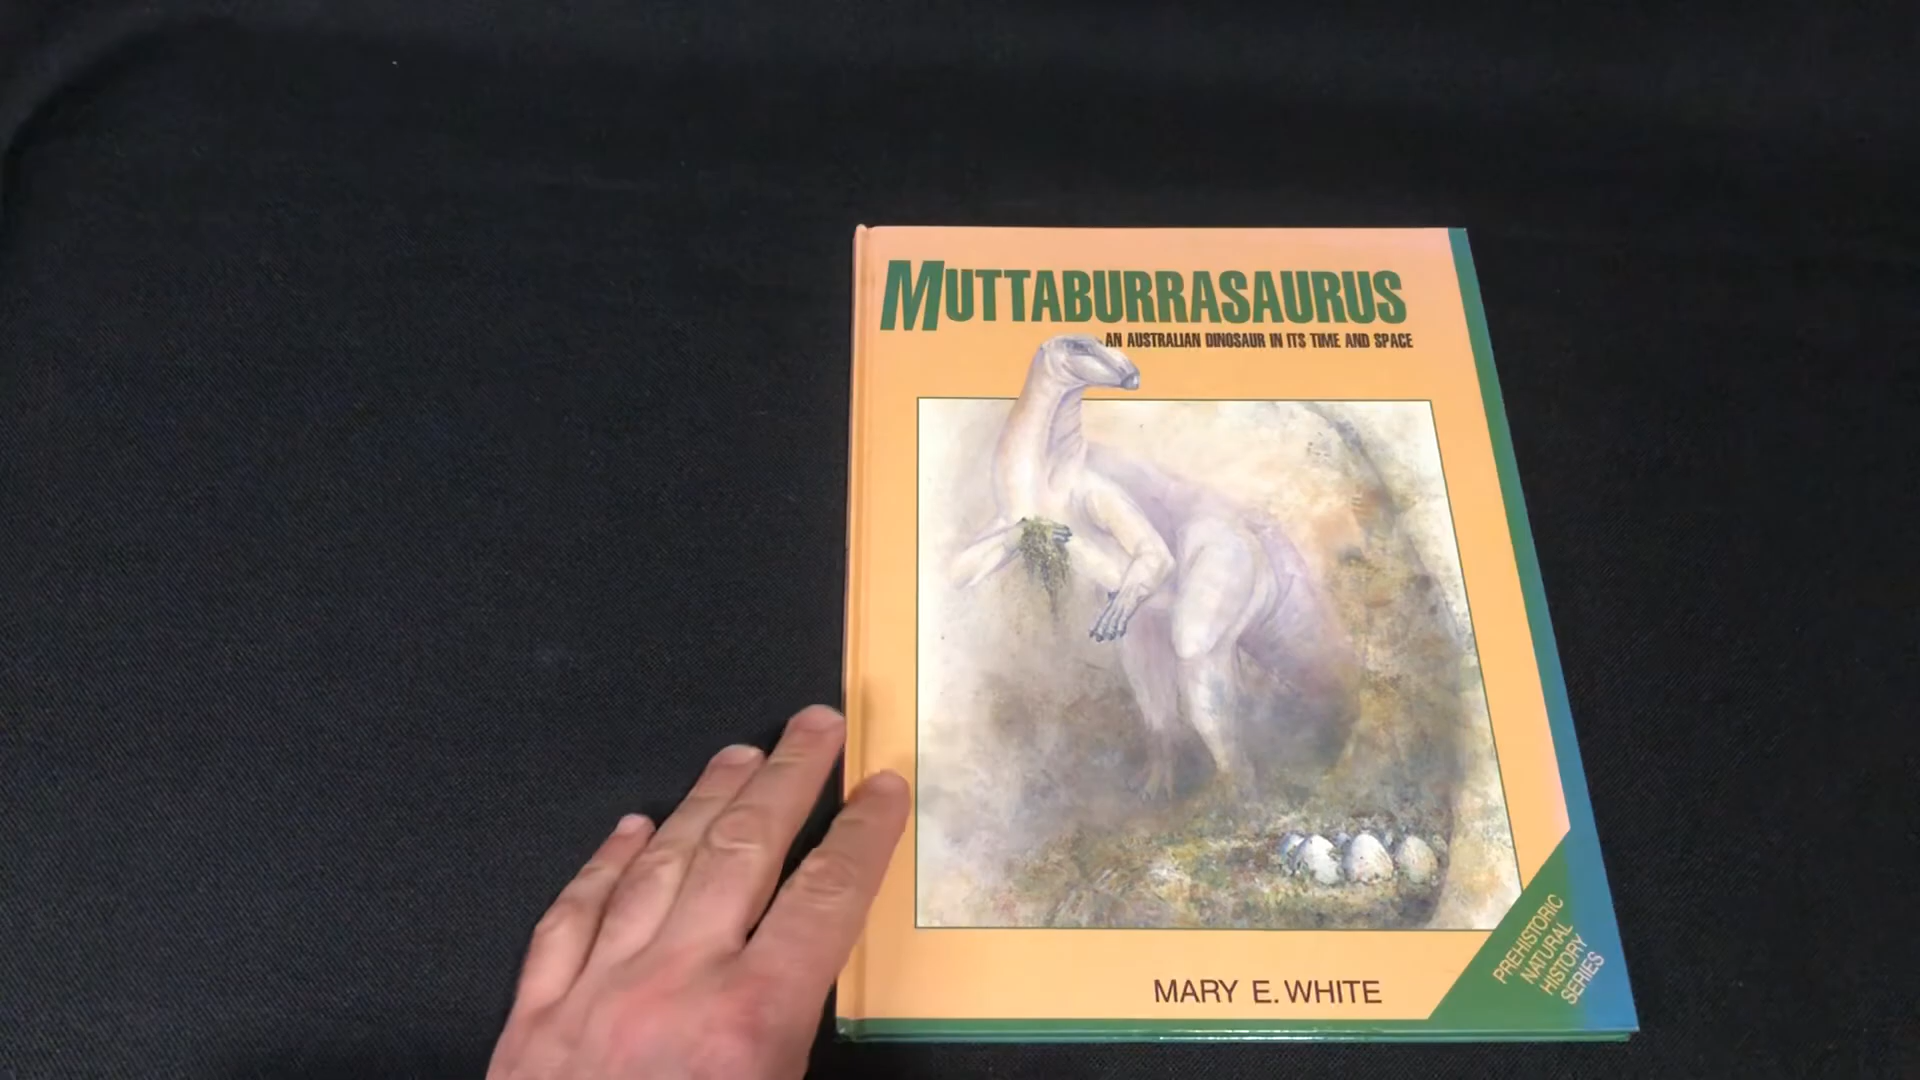 MUTTABURRASAURUS
AN AUSTRALIAN DINOSAUR IN ITS TIME AND SPACE
MARY E. WHITE
PREHISTORIC
NATURAL
HISTORY
SERIES